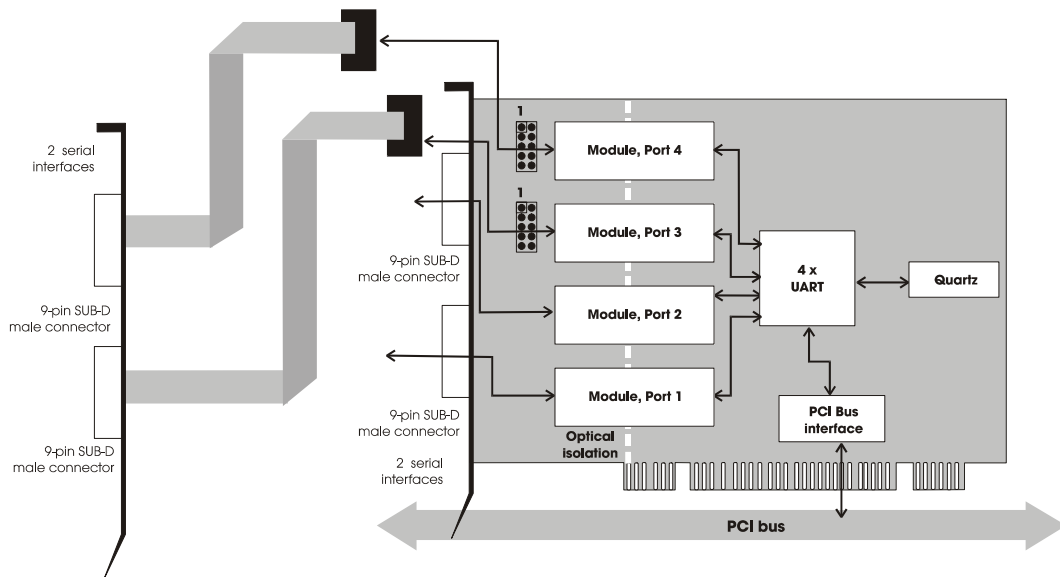 1
Module, Port 4
2 serial
interfaces
1
Module, Port 3
9-pin SUB-D
male connector
4 x
UART
Quartz
9-pin SUB-D
male connector
Module, Port 2
Module, Port 1
9-pin SUB-D
male connector
PCI Bus
interface
9-pin SUB-D
male connector
Optical
isolation
2 serial
interfaces
PCI bus